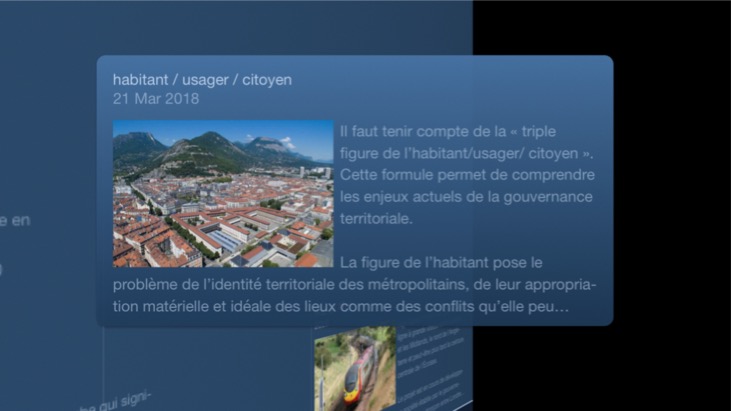 habitant / usager / citoyen
21 Mar 2018
Il faut tenir compte de la « triple
figure de l'habitant/usager/ citoyen ».
Cette formule permet de comprendre
les enjeux actuels de la gouvernance
territoriale.
La figure de l'habitant pose le
problème de l'identité territoriale des métropolitains, de leur appropria-
tion matérielle et idéale des lieux comme des conflits qu'elle peu…
e en
qui signi-